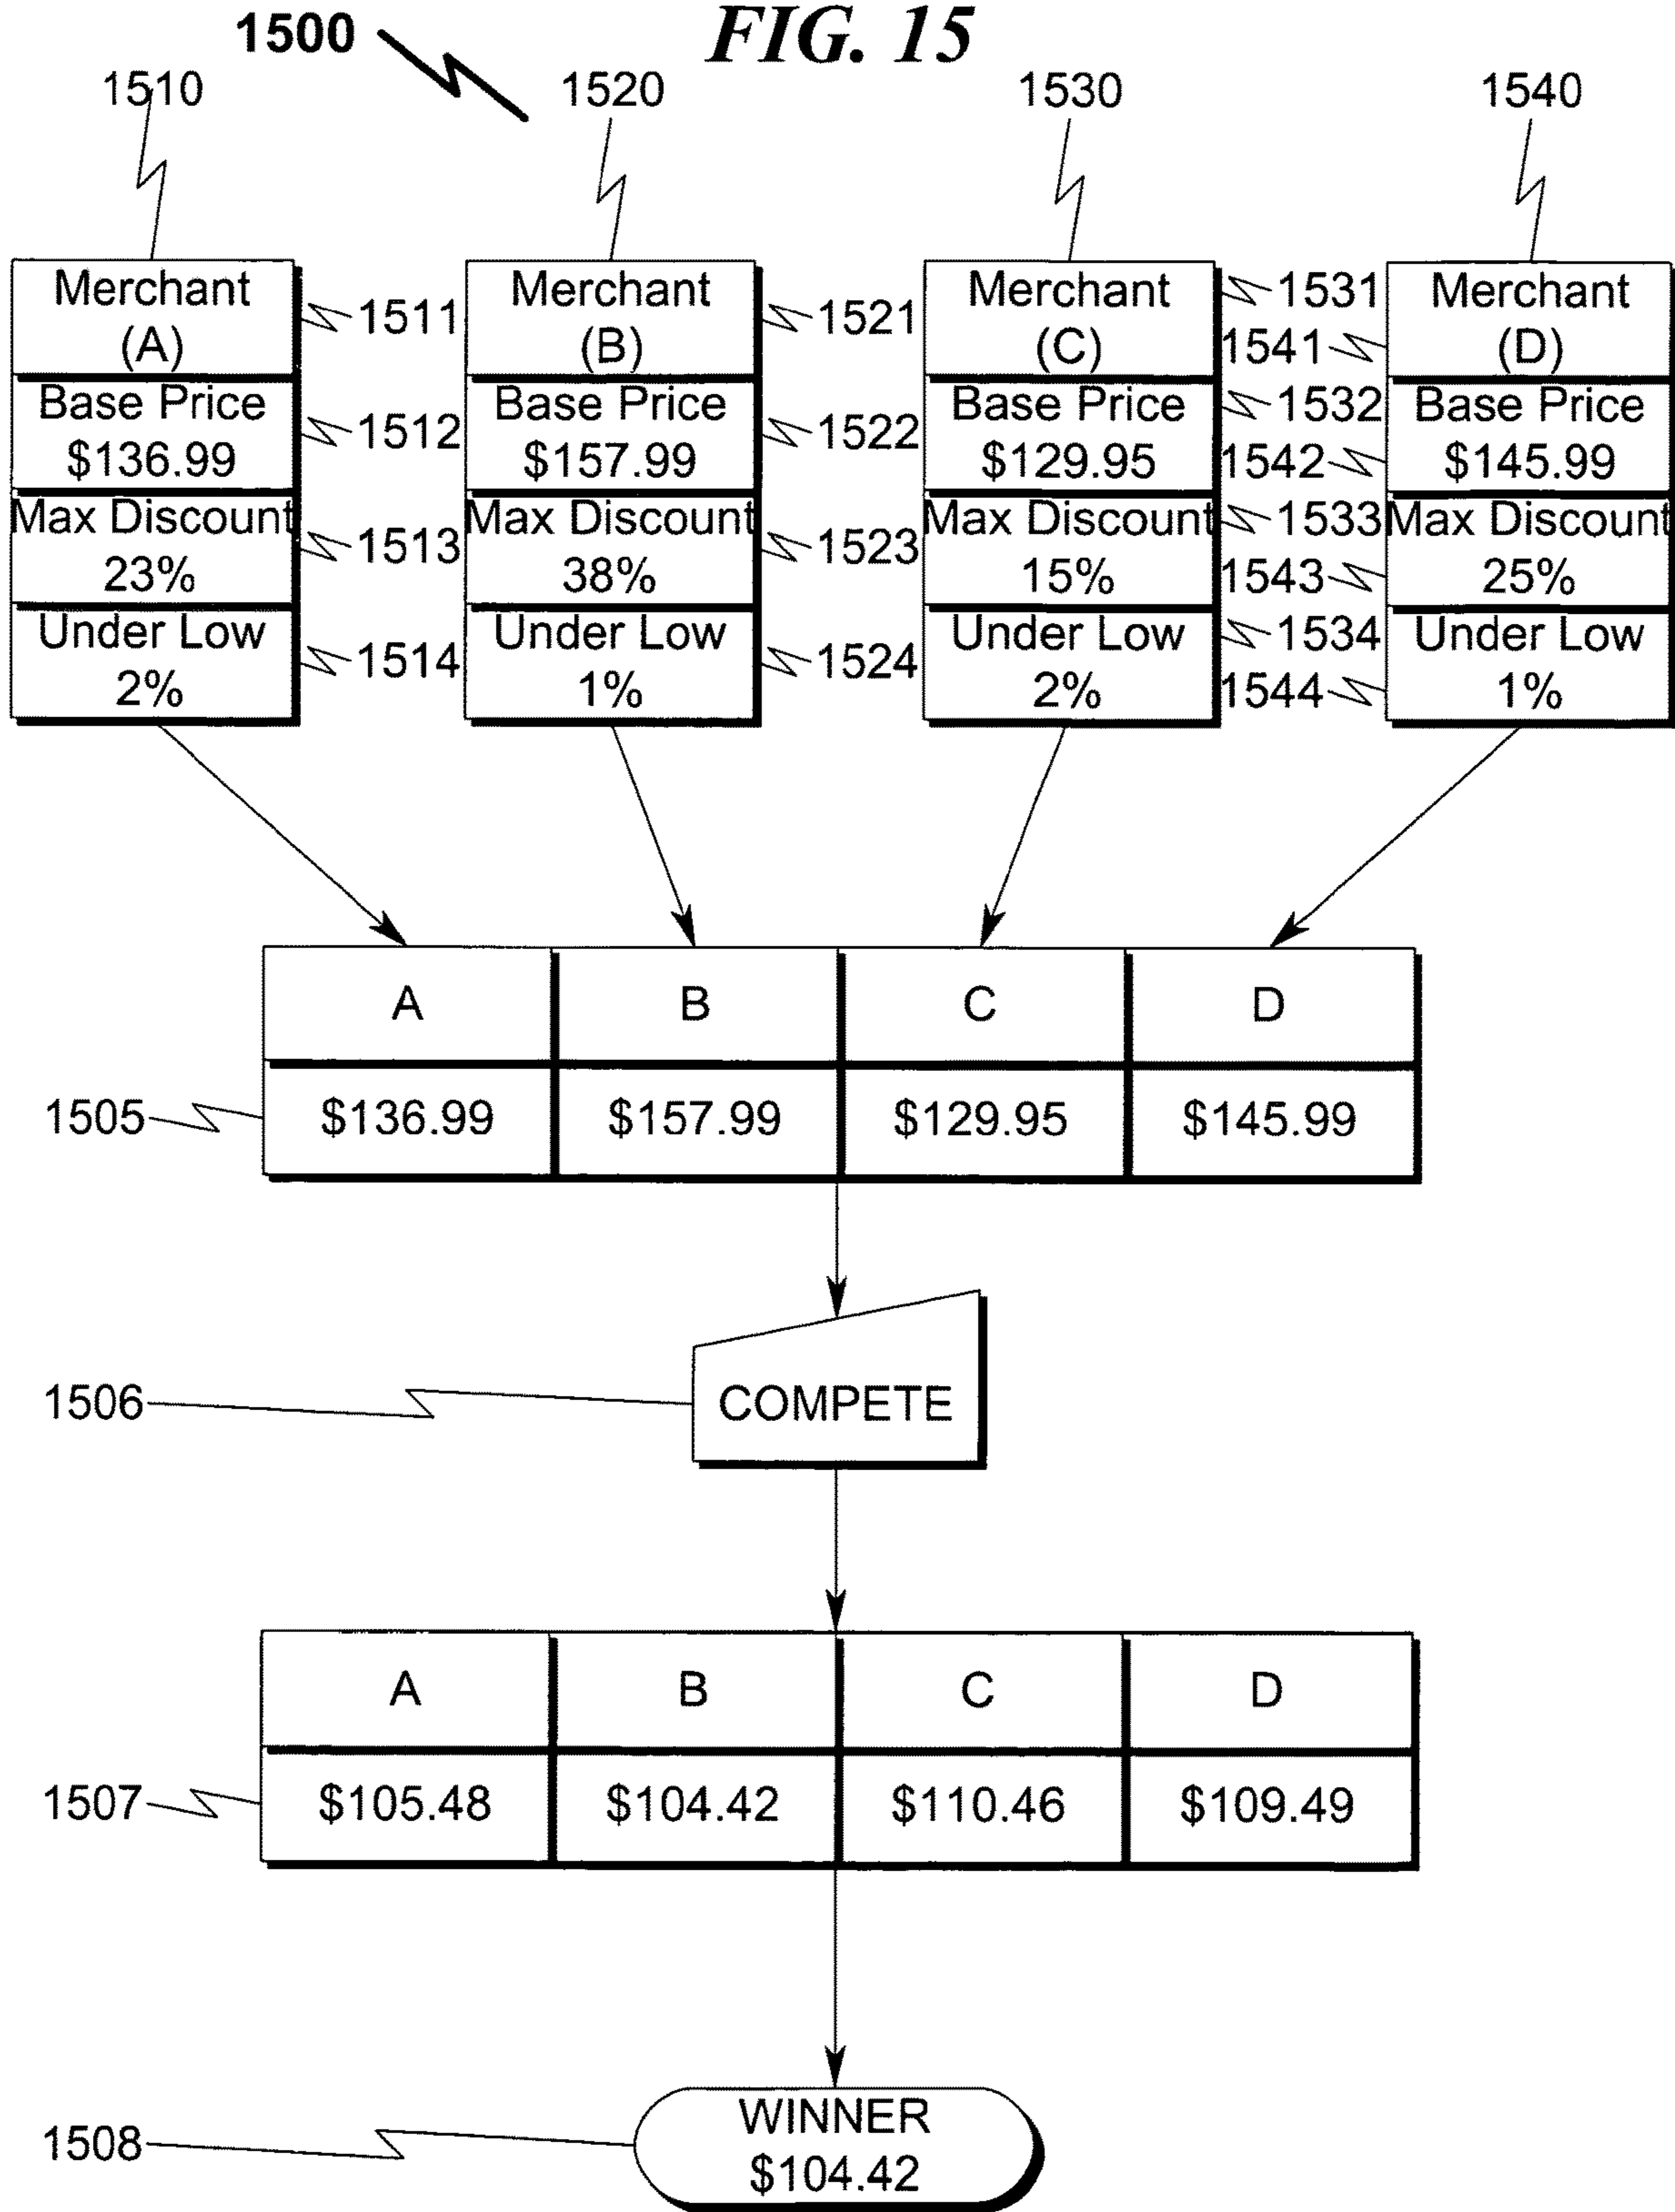 FIG. 15
1500
1510
1520
1530
1540
Merchant
(A)
1511
Base Price
$136.99
1512
Max Discount
23%
1513
Under Low
2%
1514
Merchant
(B)
1521
Base Price
$157.99
1522
Max Discount
38%
1523
Under Low
1%
1524
Merchant
(C)
1531
Base Price
$129.95
1532
Max Discount
15%
1533
Under Low
2%
1534
Merchant
(D)
1541
Base Price
$145.99
1542
Max Discount
25%
1543
Under Low
1%
1544
A B C D
1505 $136.99 $157.99 $129.95 $145.99
1506 COMPETE
A B C D
1507 $105.48 $104.42 $110.46 $109.49
1508
WINNER
$104.42